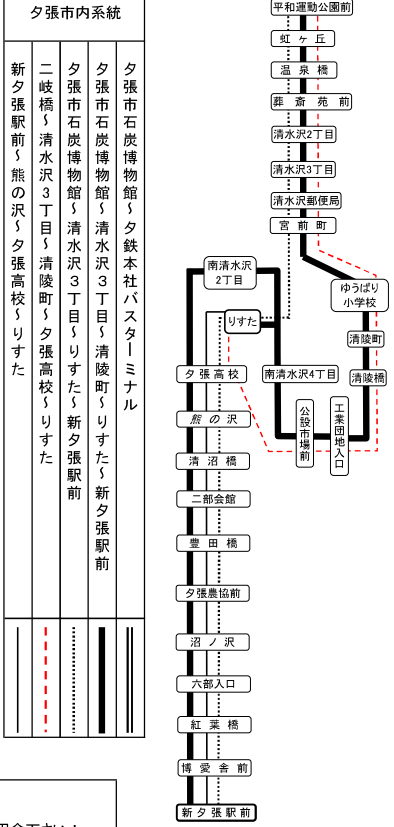 夕張市内系統
夕張市石炭博物館～夕鉄本社バスターミナル
夕張市石炭博物館～清水沢３丁目～清陵町～りすた～新夕張駅前
夕張市石炭博物館～清水沢３丁目～りすた～新夕張駅前
二岐橋～清水沢３丁目～清陵町～夕張高校～りすた
新夕張駅前～熊の沢～夕張高校～りすた
平和運動公園前
虹ヶ丘
温泉橋
葬斎苑前
清水沢2丁目
清水沢3丁目
清水沢郵便局
宮前町
ゆうばり
小学校
清陵町
清陵橋
工業団地入口
公設市場前
南清水沢4丁目
南清水沢
2丁目
りすた
夕張高校
熊の沢
清沼橋
二部会館
豊田橋
夕張農協前
沼ノ沢
六部入口
紅葉橋
博愛舎前
新夕張駅前